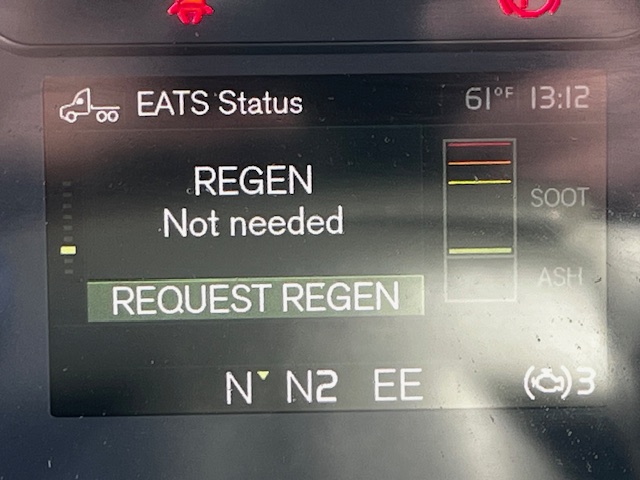 EATS Status
61°F 13:12
REGEN
Not needed
SOOT
ASH
REQUEST REGEN
N N2 EE
3